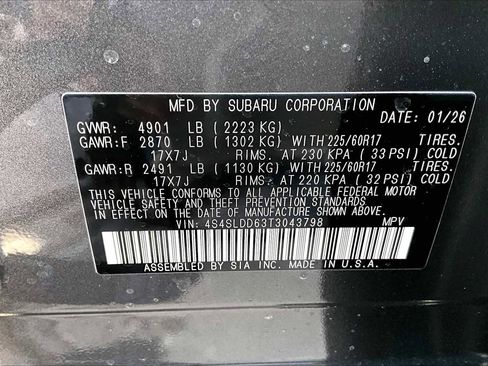 MFD BY SUBARU CORPORATION DATE: 01/26
GVWR: 4901 LB ( 2223 KG)
GAWR:F 2870 LB ( 1302 KG) WITH 225/60R17 TIRES.
17X7J RIMS. AT 230 KPA ( 33 PSI) COLD
GAWR:R 2491 LB ( 1130 KG) WITH 225/60R17 TIRES.
17X7J RIMS. AT 220 KPA ( 32 PSI) COLD
THIS VEHICLE CONFORMS TO ALL APPLICABLE FEDERAL MOTOR
VEHICLE SAFETY AND THEFT PREVENTION STANDARDS
IN EFFECT ON THE DATE OF MANUFACTURE SHOWN ABOVE.
VIN: 4S4SLDD63T3043798 MPV
ASSEMBLED BY SIA INC. MADE IN U.S.A.